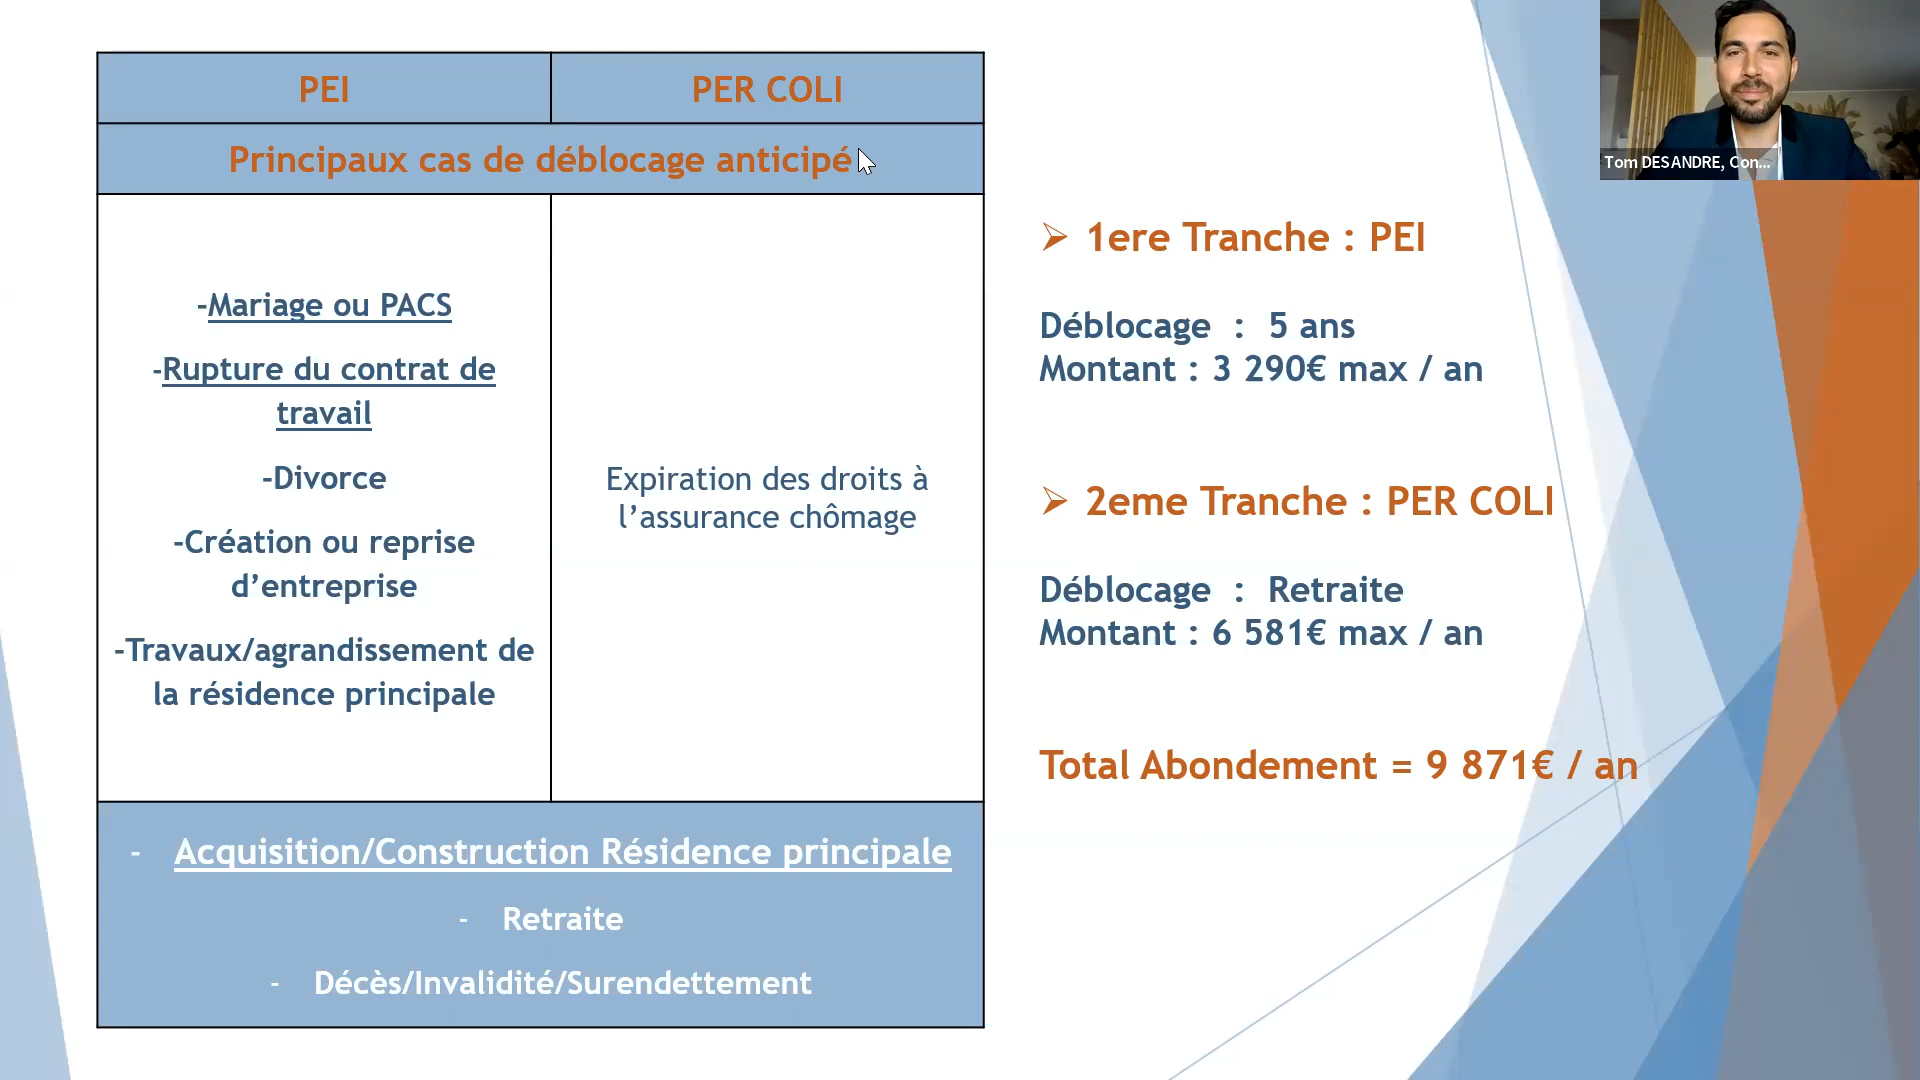 PEI
PER COLI
Principaux cas de déblocage anticipé
-Mariage ou PACS
-Rupture du contrat de
travail
-Divorce
-Création ou reprise
d’entreprise
-Travaux/agrandissement de
la résidence principale
Expiration des droits à
l’assurance chômage
- Acquisition/Construction Résidence principale
- Retraite
- Décès/Invalidité/Surendettement
1ere Tranche : PEI
Déblocage : 5 ans
Montant : 3 290€ max / an
2eme Tranche : PER COLI
Déblocage : Retraite
Montant : 6 581€ max / an
Total Abondement = 9 871€ / an
Tom DESANDRE, Con...